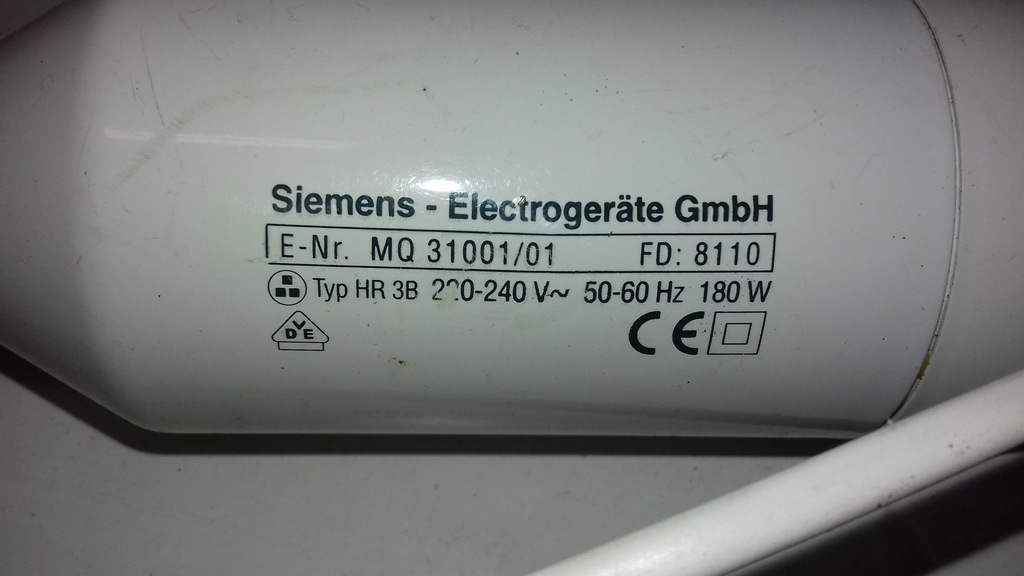 Siemens - Electrogeräte GmbH
E-Nr. MQ 31001/01 FD: 8110
Typ HR 3B 220-240 V~ 50-60 Hz 180 W
DVE CE